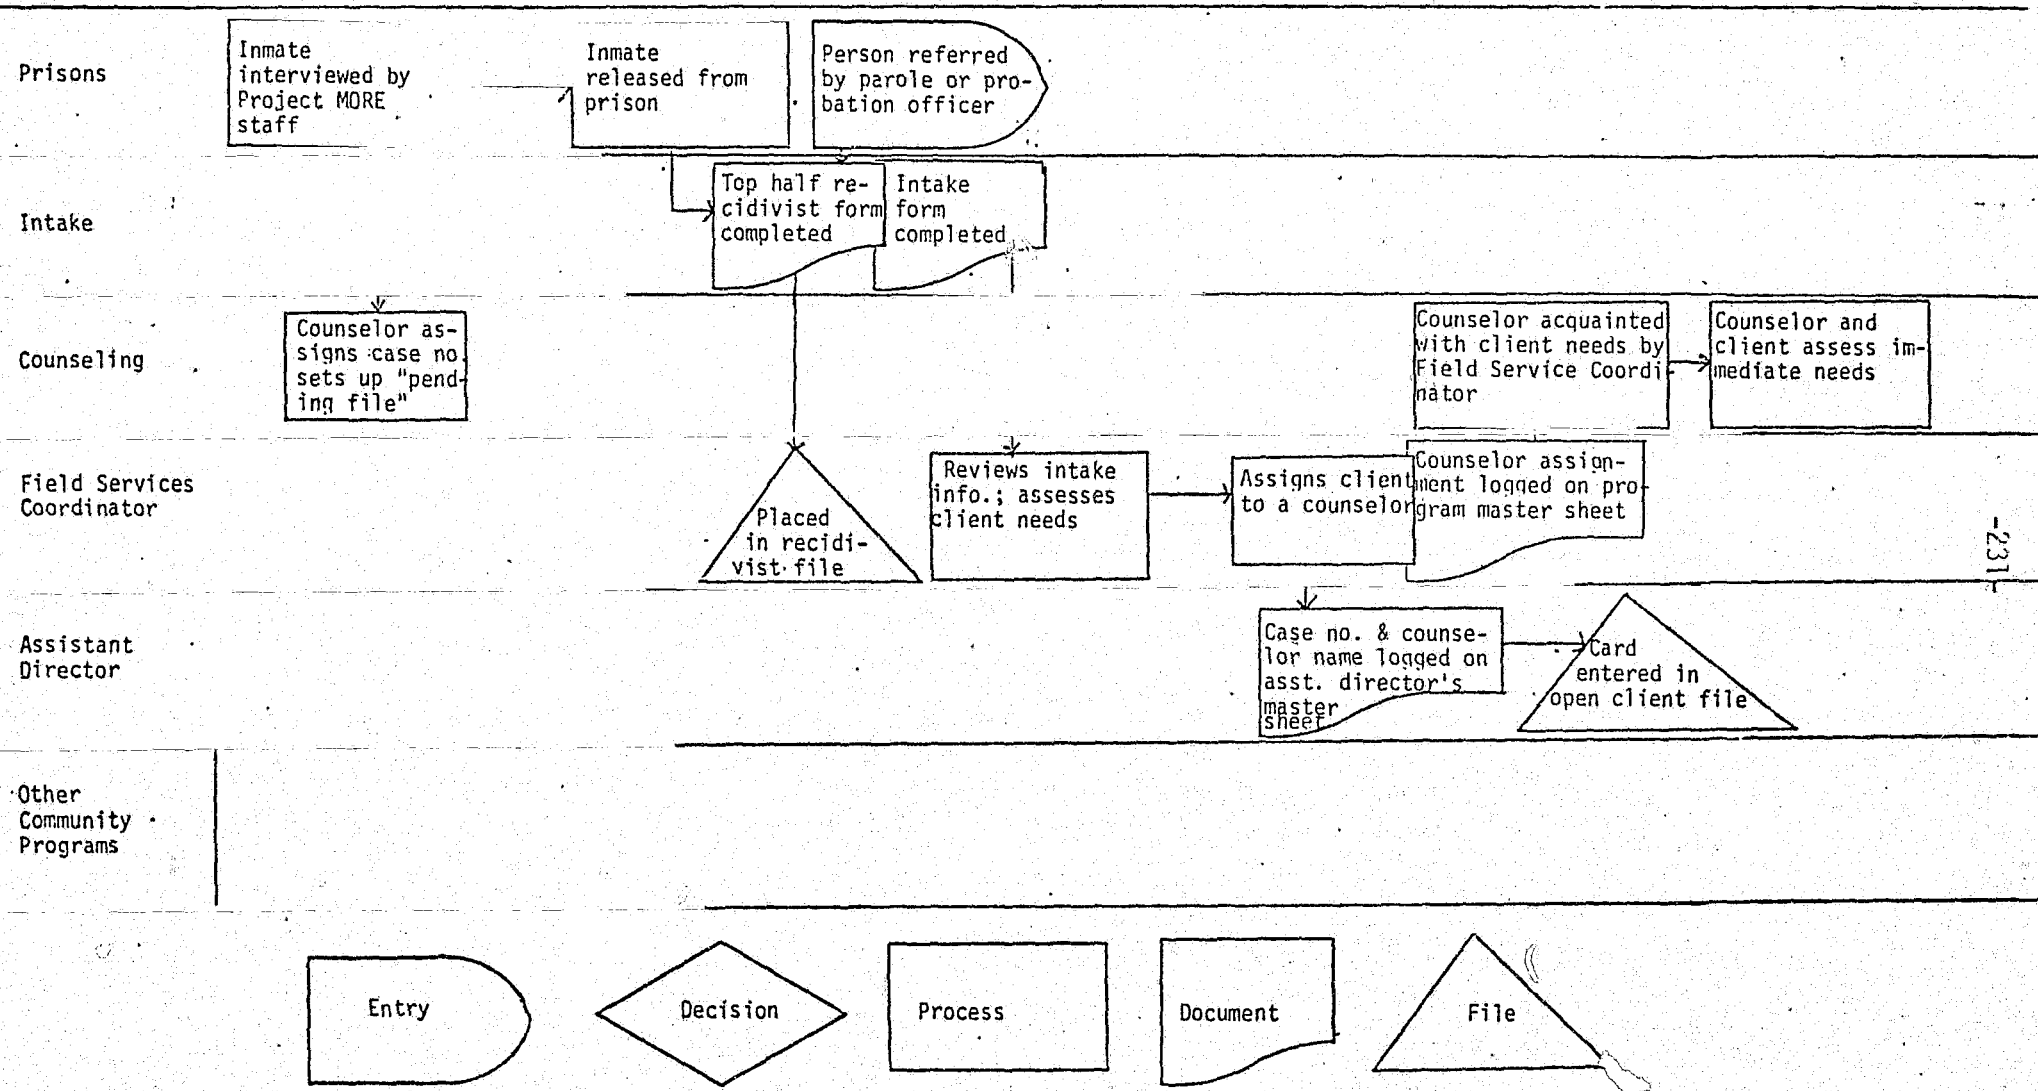 Prisons
Inmate
interviewed by
Project MORE
staff
Inmate
released from
prison
Person referred
by parole or pro-
bation officer
Intake
Top half re-
cidivist form
completed
Intake
form
completed
Counseling
Counselor as-
signs case no.
sets up "pend-
ing file"
Counselor acquainted
with client needs by
Field Service Coordi-
nator
Counselor and
client assess im-
mediate needs
Field Services
Coordinator
Placed
in recidi-
vist file
Reviews intake
info.; assesses
client needs
Assigns client
to a counselor
Counselor assign-
ment logged on pro-
gram master sheet
-231-
Assistant
Director
Case no. & counse-
lor name logged on
asst. director's
master
sheet
Card
entered in
open client file
Other
Community
Programs
Entry
Decision
Process
Document
File